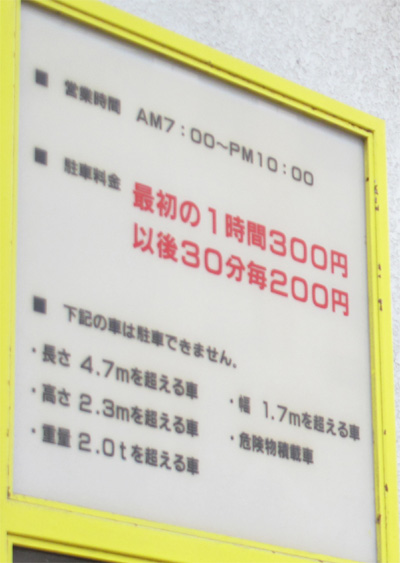 ■ 営業時間 AM7:00~PM10:00
■ 駐車料金 最初の1時間300円
以後30分毎200円
■ 下記の車は駐車できません。
・長さ 4.7mを超える車
・幅 1.7mを超える車
・高さ 2.3mを超える車
・危険物積載車
・重量 2.0tを超える車